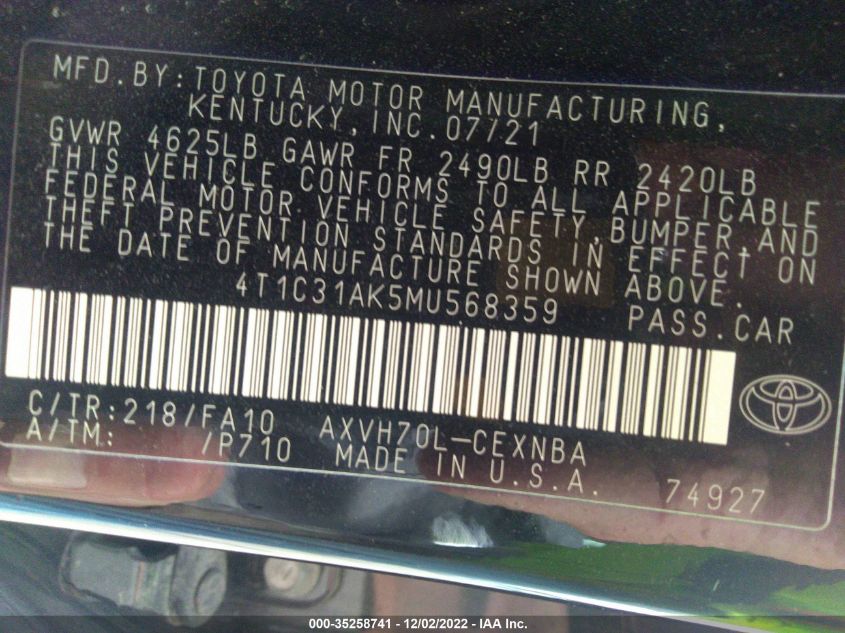 MFD.BY:TOYOTA MOTOR MANUFACTURING,
KENTUCKY,INC.07/21
GVWR 4625LB GAWR FR 2490LB RR 2420LB
THIS VEHICLE CONFORMS TO ALL APPLICABLE
FEDERAL MOTOR VEHICLE SAFETY,BUMPER,AND
THEFT PREVENTION STANDARDS IN EFFECT ON
THE DATE OF MANUFACTURE SHOWN ABOVE.
4T1C31AK5MU568359 PASS.CAR
C/TR:218/FA10 AXVH70L-CEXNBA
A/TM: /P710 MADE IN U.S.A. 74927
000-35258741 - 12/02/2022 - IAA, Inc.